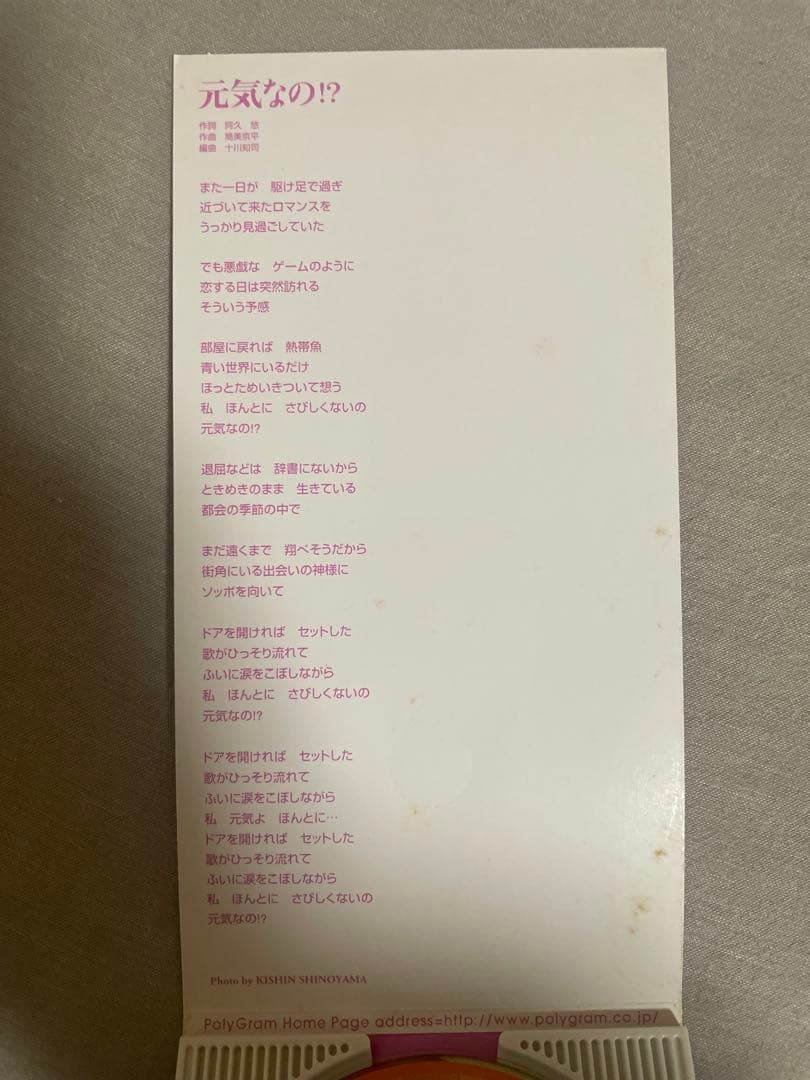 元気なの!?
作詞　阿久　悠
作曲　筒美京平
編曲　十川知司
また一日が　駆け足で過ぎ
近づいて来たロマンスを
うっかり見過ごしていた
でも悪戯な　ゲームのように
恋する日は突然訪れる
そういう予感
部屋に戻れば　熱帯魚
青い世界にいるだけ
ほっとためいきついて想う
私　ほんとに　さびしくないの
元気なの!?
退屈などは　辞書にないから
ときめきのまま　生きている
都会の季節の中で
まだ遠くまで　翔べそうだから
街角にいる出会いの神様に
ソッポを向いて
ドアを開ければ　セットした
歌がひっそり流れて
ふいに涙をこぼしながら
私　ほんとに　さびしくないの
元気なの!?
ドアを開ければ　セットした
歌がひっそり流れて
ふいに涙をこぼしながら
私　元気よ　ほんとに…
ドアを開ければ　セットした
歌がひっそり流れて
ふいに涙をこぼしながら
私　ほんとに　さびしくないの
元気なの!?
Photo by KISHIN SHINOYAMA
PolyGram Home Page address=http://www.polygram.co.jp/